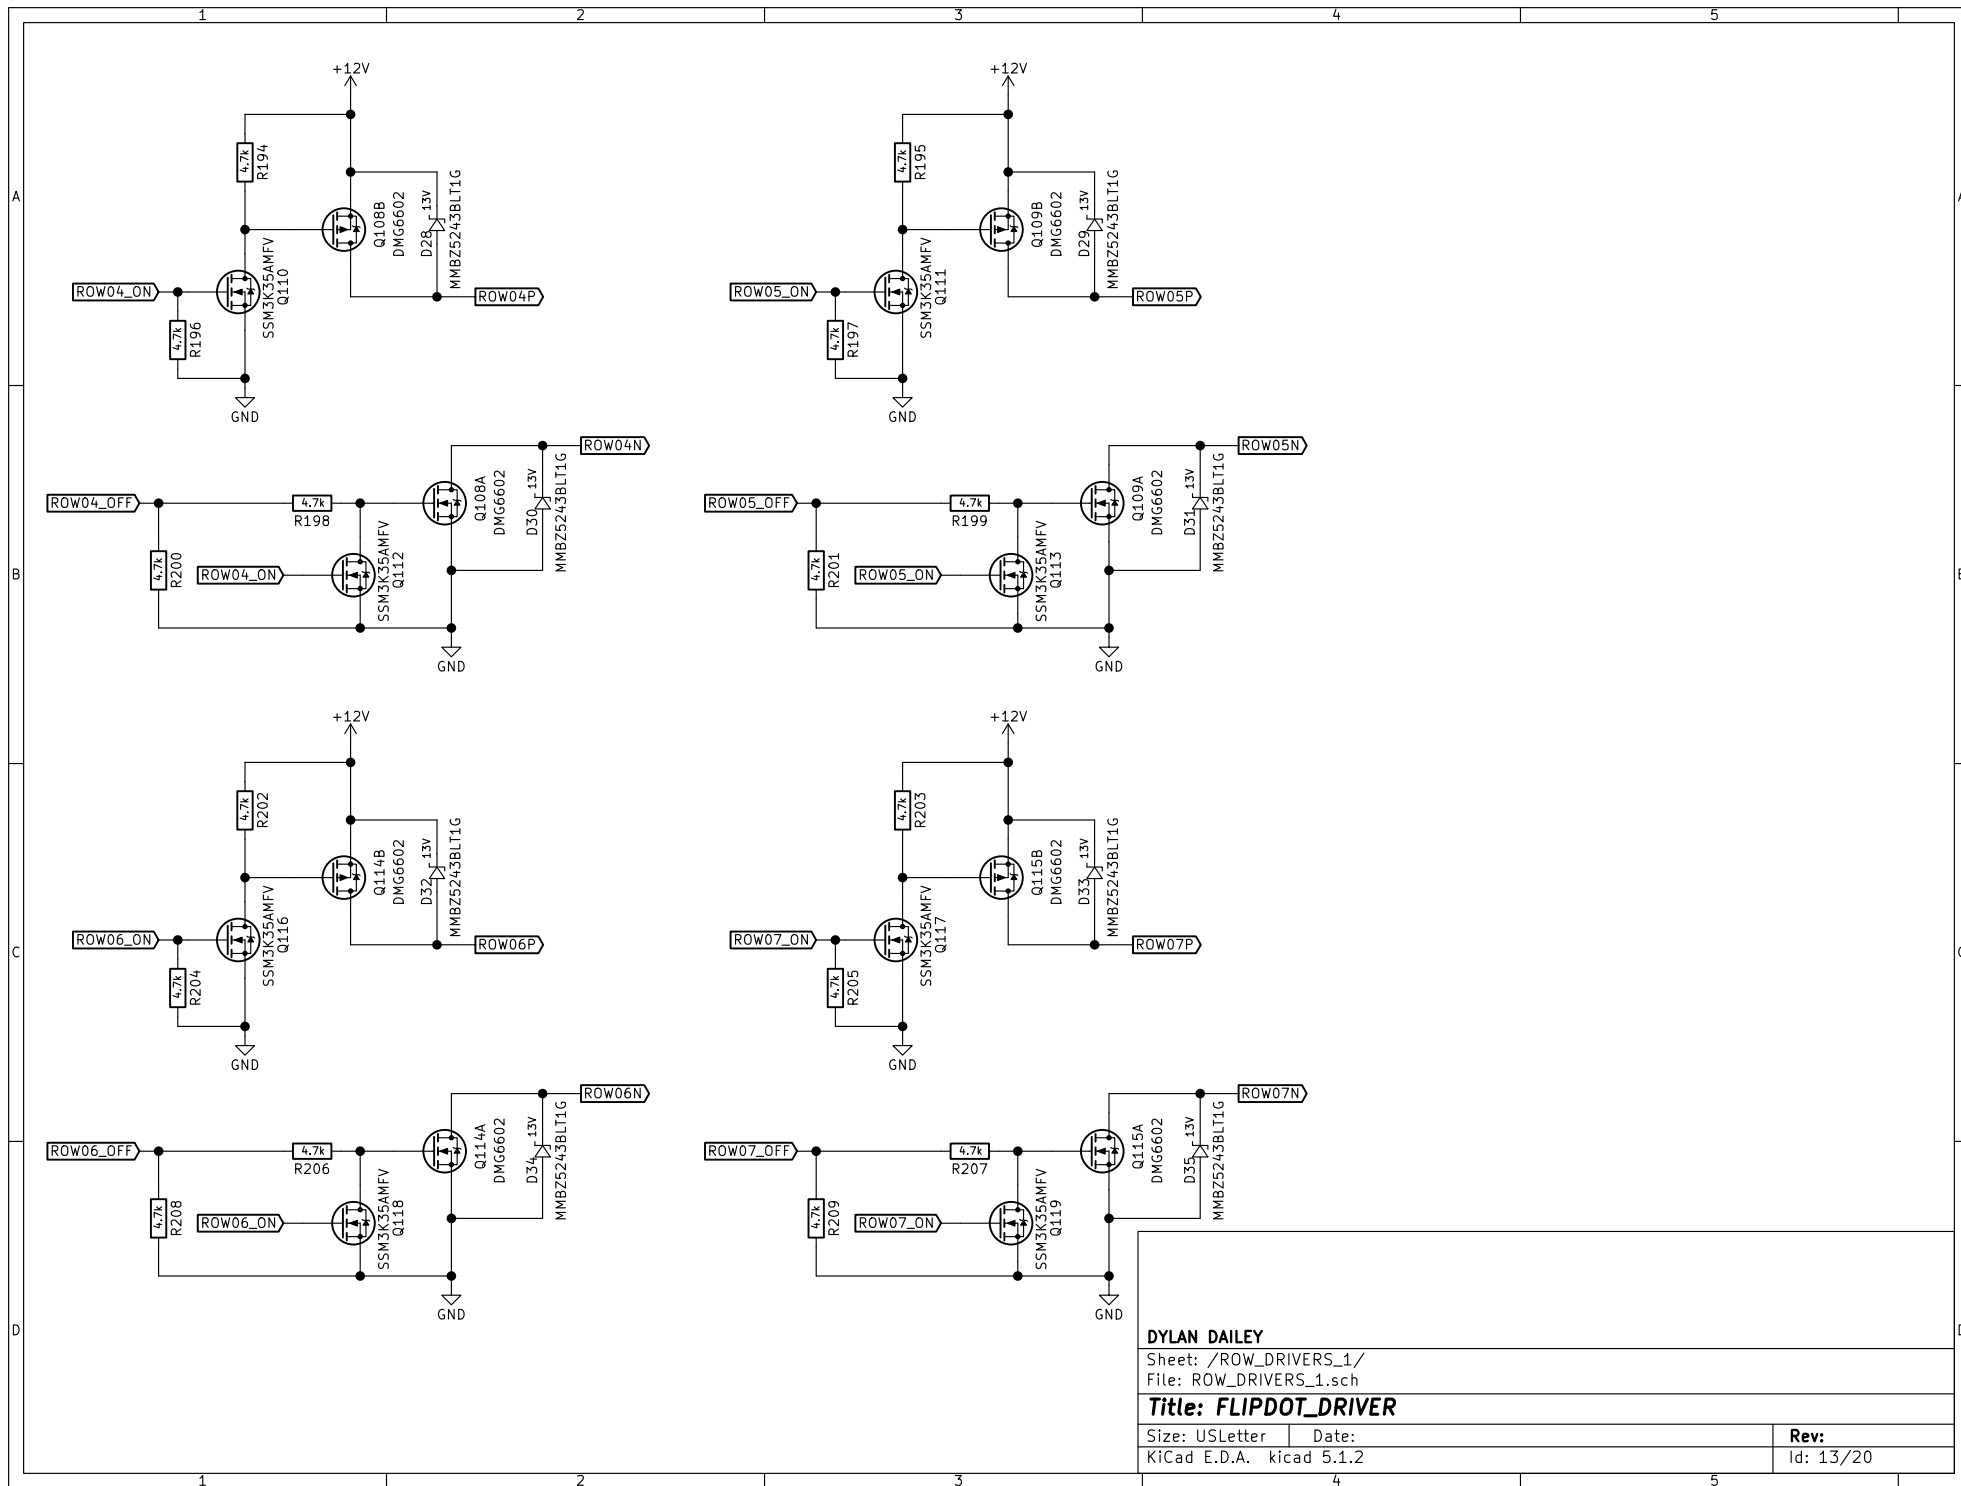 1 2 3 4 5
A
B
C
D
+12V
4.7k
R194
Q108B
DMG6602
13V
D28
MMBZ5243BLT1G
SSM3K35AMFV
Q110
ROW04_ON
4.7k
R196
ROW04P
GND
+12V
4.7k
R195
Q109B
DMG6602
13V
D29
MMBZ5243BLT1G
SSM3K35AMFV
Q111
ROW05_ON
4.7k
R197
ROW05P
GND
ROW04N
ROW04_OFF
4.7k
R198
Q108A
DMG6602
13V
D30
MMBZ5243BLT1G
4.7k
R200
ROW04_ON
SSM3K35AMFV
Q112
GND
ROW05N
ROW05_OFF
4.7k
R199
Q109A
DMG6602
13V
D31
MMBZ5243BLT1G
4.7k
R201
ROW05_ON
SSM3K35AMFV
Q113
GND
+12V
4.7k
R202
Q114B
DMG6602
13V
D32
MMBZ5243BLT1G
SSM3K35AMFV
Q116
ROW06_ON
4.7k
R204
ROW06P
GND
+12V
4.7k
R203
Q115B
DMG6602
13V
D33
MMBZ5243BLT1G
SSM3K35AMFV
Q117
ROW07_ON
4.7k
R205
ROW07P
GND
ROW06N
ROW06_OFF
4.7k
R206
Q114A
DMG6602
13V
D34
MMBZ5243BLT1G
4.7k
R208
ROW06_ON
SSM3K35AMFV
Q118
GND
ROW07N
ROW07_OFF
4.7k
R207
Q115A
DMG6602
13V
D35
MMBZ5243BLT1G
4.7k
R209
ROW07_ON
SSM3K35AMFV
Q119
GND
DYLAN DAILEY
Sheet: /ROW_DRIVERS_1/
File: ROW_DRIVERS_1.sch
Title: FLIPDOT_DRIVER
Size: USLetter Date: Rev:
KiCad E.D.A. kicad 5.1.2 Id: 13/20
1 2 3 4 5